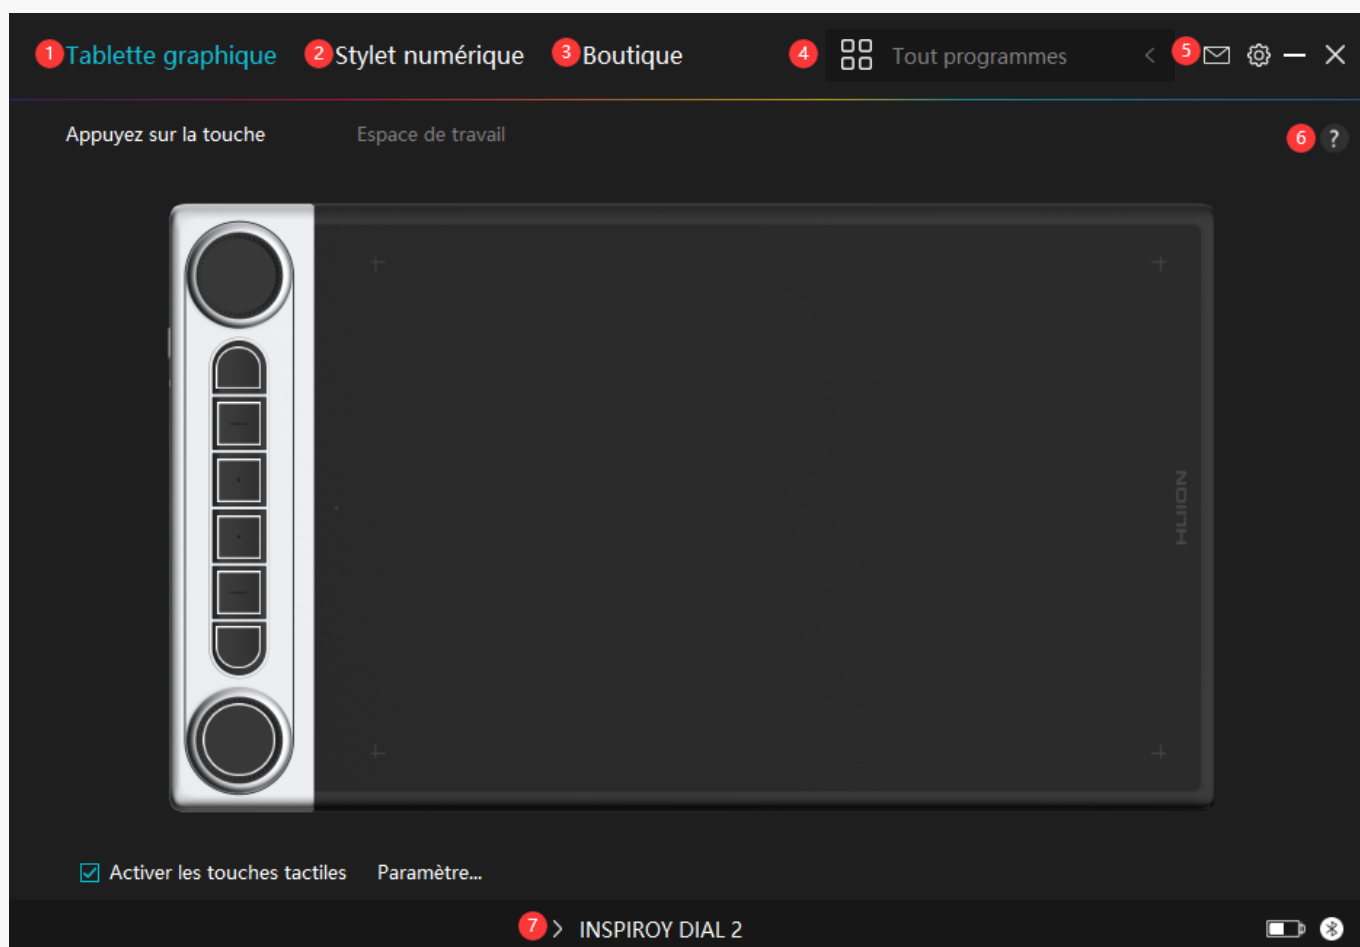 1 Tablette graphique 2 Stylet numérique 3 Boutique 4 Tout programmes 5
Appuyez sur la touche Espace de travail 6 ?
HUION
Activer les touches tactiles Paramètre...
7 > INSPIROY DIAL 2